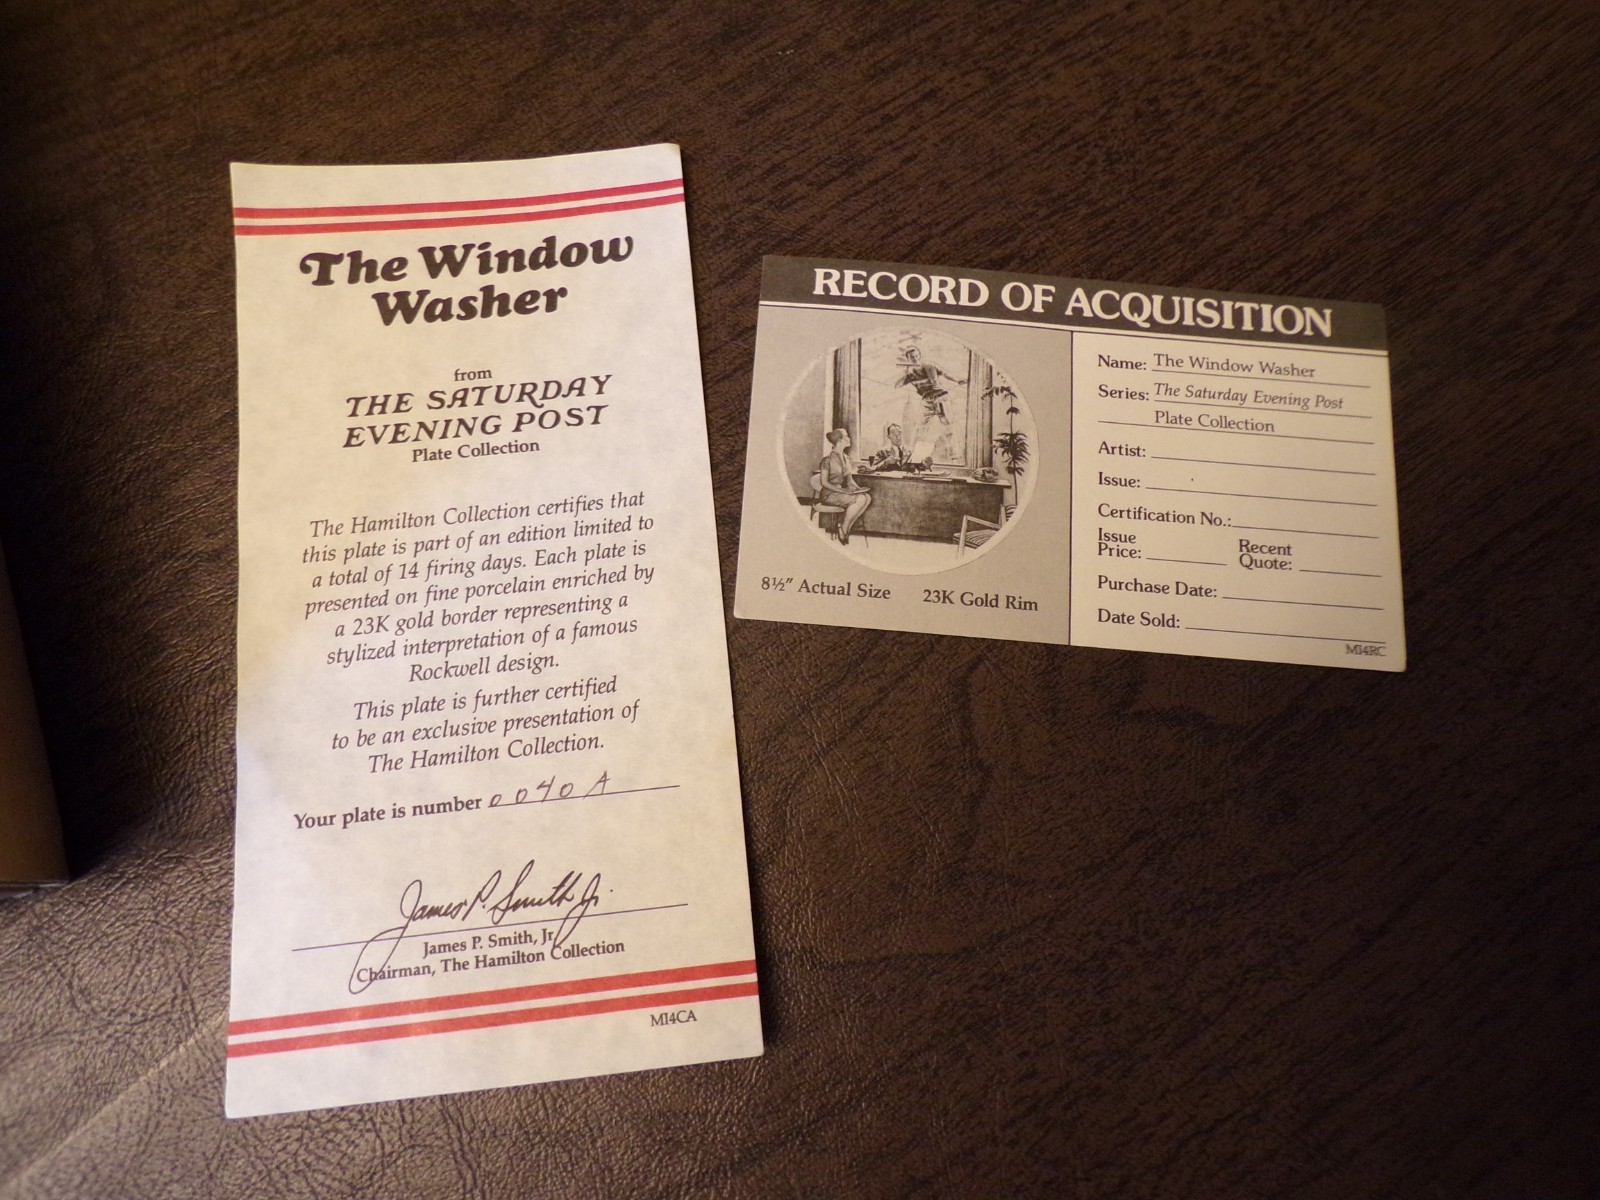 The Window
Washer
from
THE SATURDAY
EVENING POST
Plate Collection
The Hamilton Collection certifies that
this plate is part of an edition limited to
a total of 14 firing days. Each plate is
presented on fine porcelain enriched by
a 23K gold border representing a
stylized interpretation of a famous
Rockwell design.
This plate is further certified
to be an exclusive presentation of
The Hamilton Collection.
Your plate is number 0040A
James P. Smith Jr.
James P. Smith, Jr.
Chairman, The Hamilton Collection
MI4CA
RECORD OF ACQUISITION
8½" Actual Size 23K Gold Rim
Name: The Window Washer
Series: The Saturday Evening Post
Plate Collection
Artist:
Issue:
Certification No.:
Issue
Price:
Recent
Quote:
Purchase Date:
Date Sold:
MI4RC